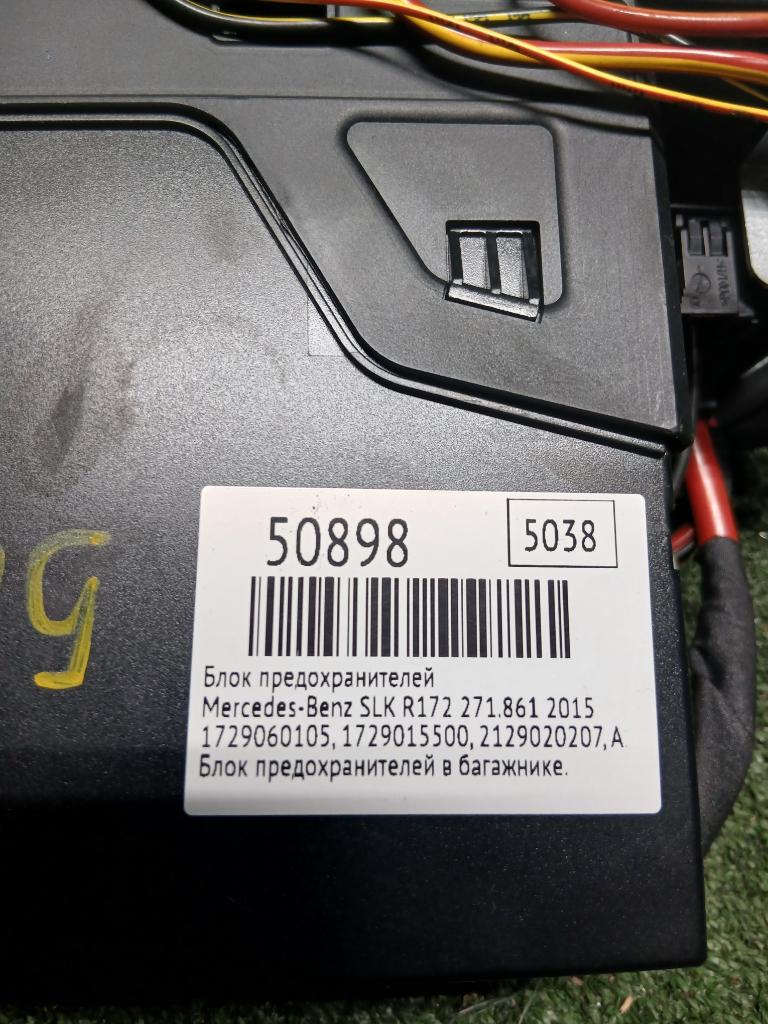 50898
5038
Блок предохранителей
Mercedes-Benz SLK R172 271.861 2015
1729060105, 1729015500, 2129020207, A
Блок предохранителей в багажнике.